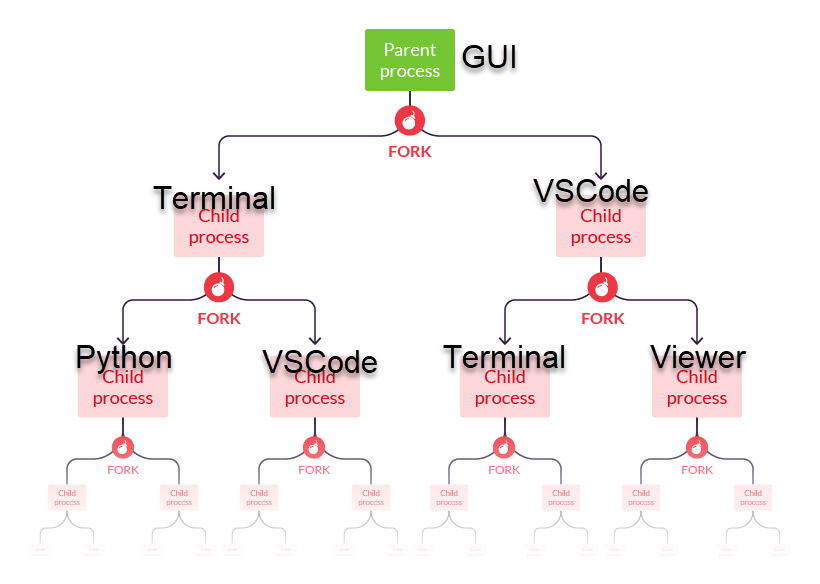 Parent
process
GUI
FORK
Terminal
Child
process
VSCode
Child
process
FORK
FORK
Python
Child
process
VSCode
Child
process
Terminal
Child
process
Viewer
Child
process
FORK
FORK
FORK
FORK
Child
process
Child
process
Child
process
Child
process
Child
process
Child
process
Child
process
Child
process